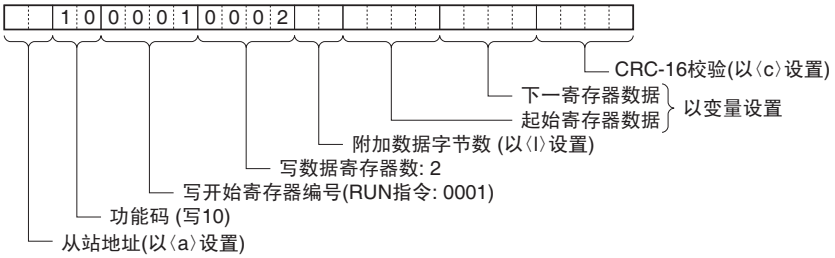 1 0 0 0 0 1 0 0 0 2
CRC-16校验(以〈c〉设置)
下一寄存器数据
起始寄存器数据
以变量设置
附加数据字节数 (以〈l〉设置)
写数据寄存器数: 2
写开始寄存器编号(RUN指令: 0001)
功能码 (写10)
从站地址(以〈a〉设置)